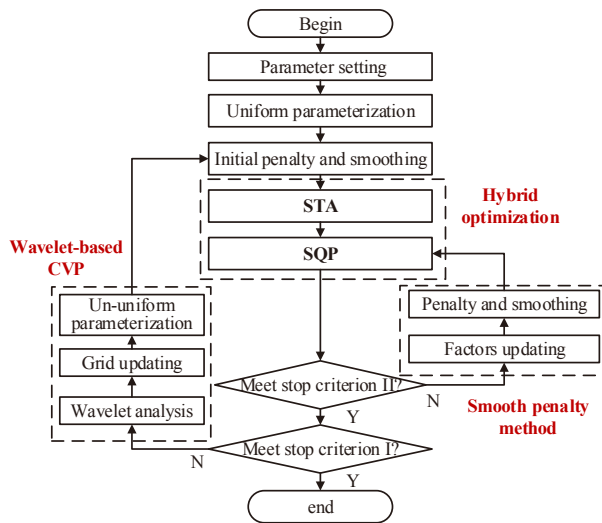 Begin
Parameter setting
Uniform parameterization
Initial penalty and smoothing
STA
SQP
Hybrid
optimization
Wavelet-based
CVP
Un-uniform
parameterization
Grid updating
Wavelet analysis
Penalty and smoothing
Factors updating
Smooth penalty
method
Meet stop criterion II?
N
Y
Meet stop criterion I?
N
Y
end